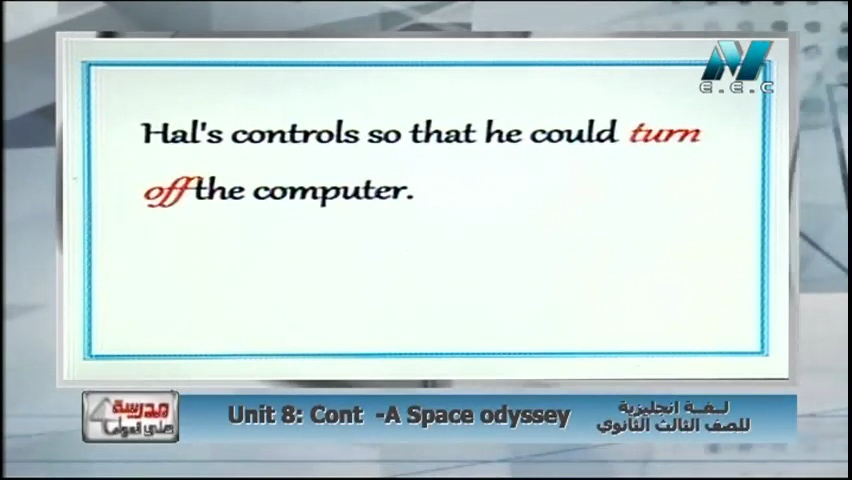 Hal's controls so that he could turn
off the computer.
E.E.C
Unit 8: Cont -A Space odyssey
لـغــة انجليزية
للصف الثالث الثانوي
مدرسة
على الهواء